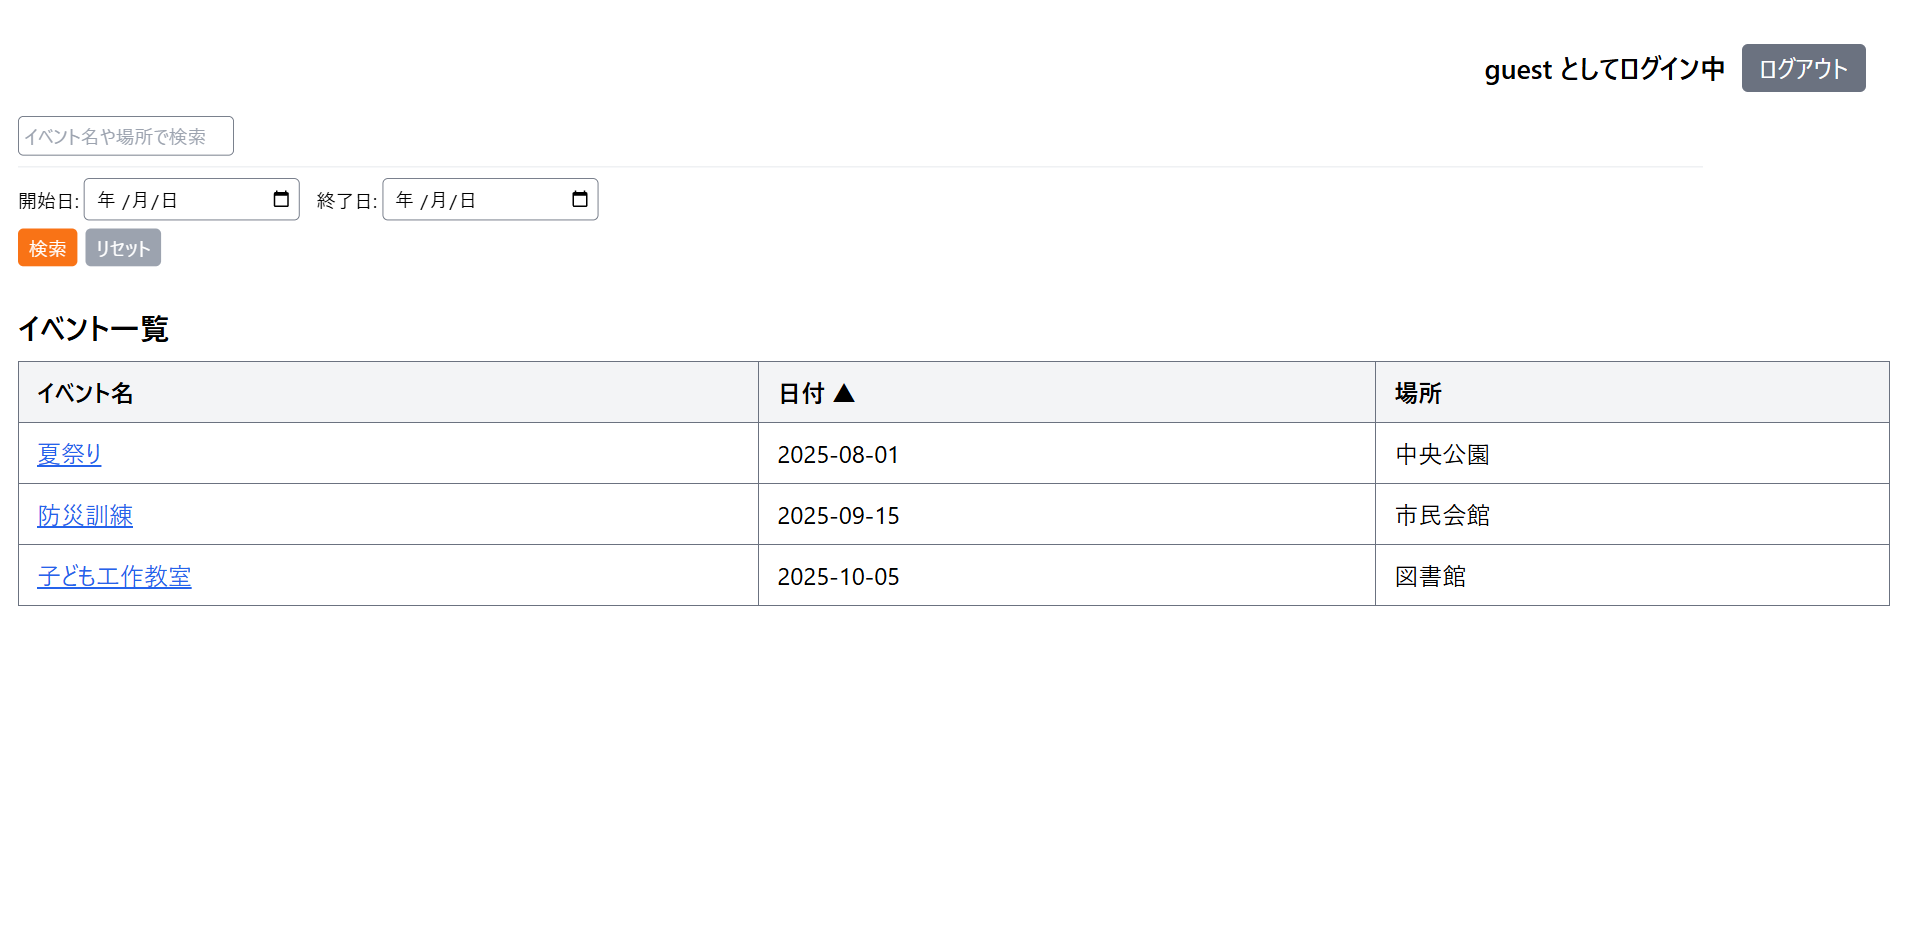 guest としてログイン中 ログアウト
イベント名や場所で検索
開始日: 年 /月/日 終了日: 年 /月/日
検索 リセット
イベント一覧
イベント名 日付 ▲ 場所
夏祭り 2025-08-01 中央公園
防災訓練 2025-09-15 市民会館
子ども工作教室 2025-10-05 図書館